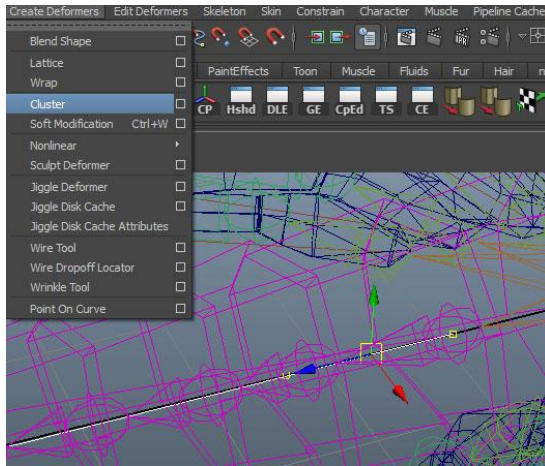 Create Deformers Edit Deformers Skeleton Skin Constrain Character Muscle Pipeline Cache
Blend Shape
Lattice
Wrap
Cluster
Soft Modification Ctrl+W
Nonlinear
Sculpt Deformer
Jiggle Deformer
Jiggle Disk Cache
Jiggle Disk Cache Attributes
Wire Tool
Wire Dropoff Locator
Wrinkle Tool
Point On Curve
PaintEffects Toon Muscle Fluids Fur Hair
CP Hshd DLE GE CpEd TS CE